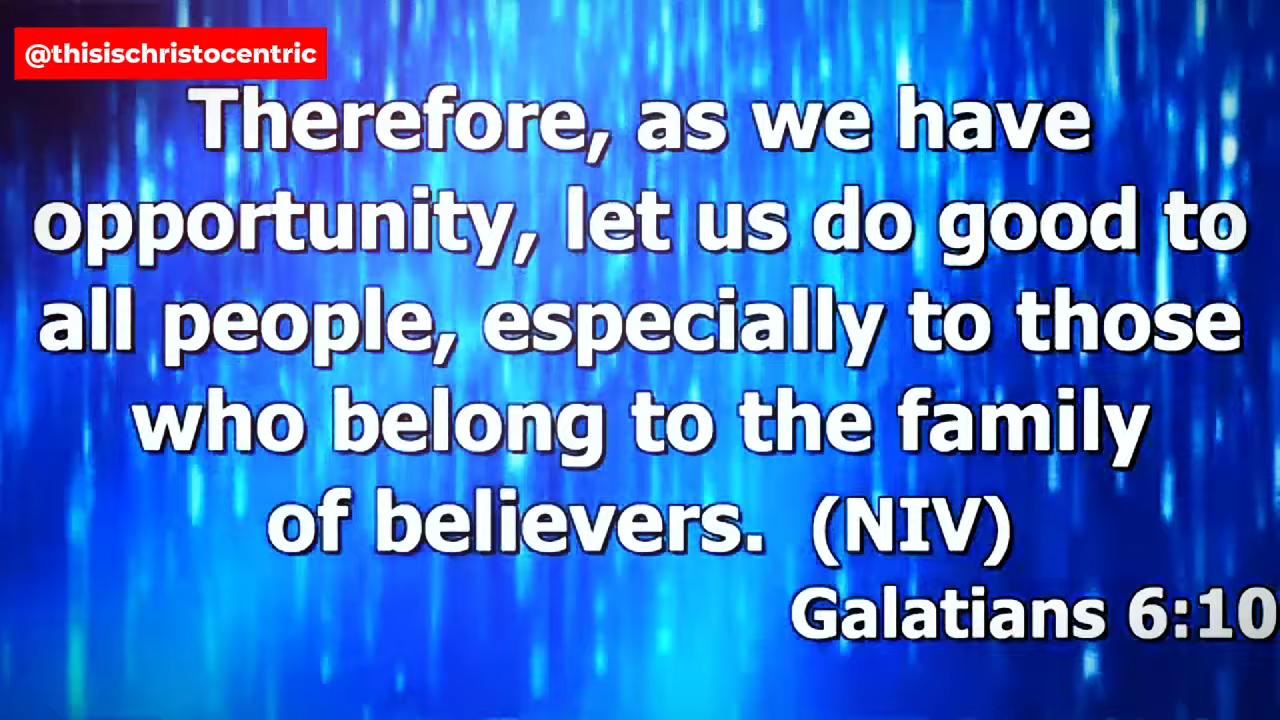 @thisischristocentric
Therefore, as we have
opportunity, let us do good to
all people, especially to those
who belong to the family
of believers. (NIV)
Galatians 6:10